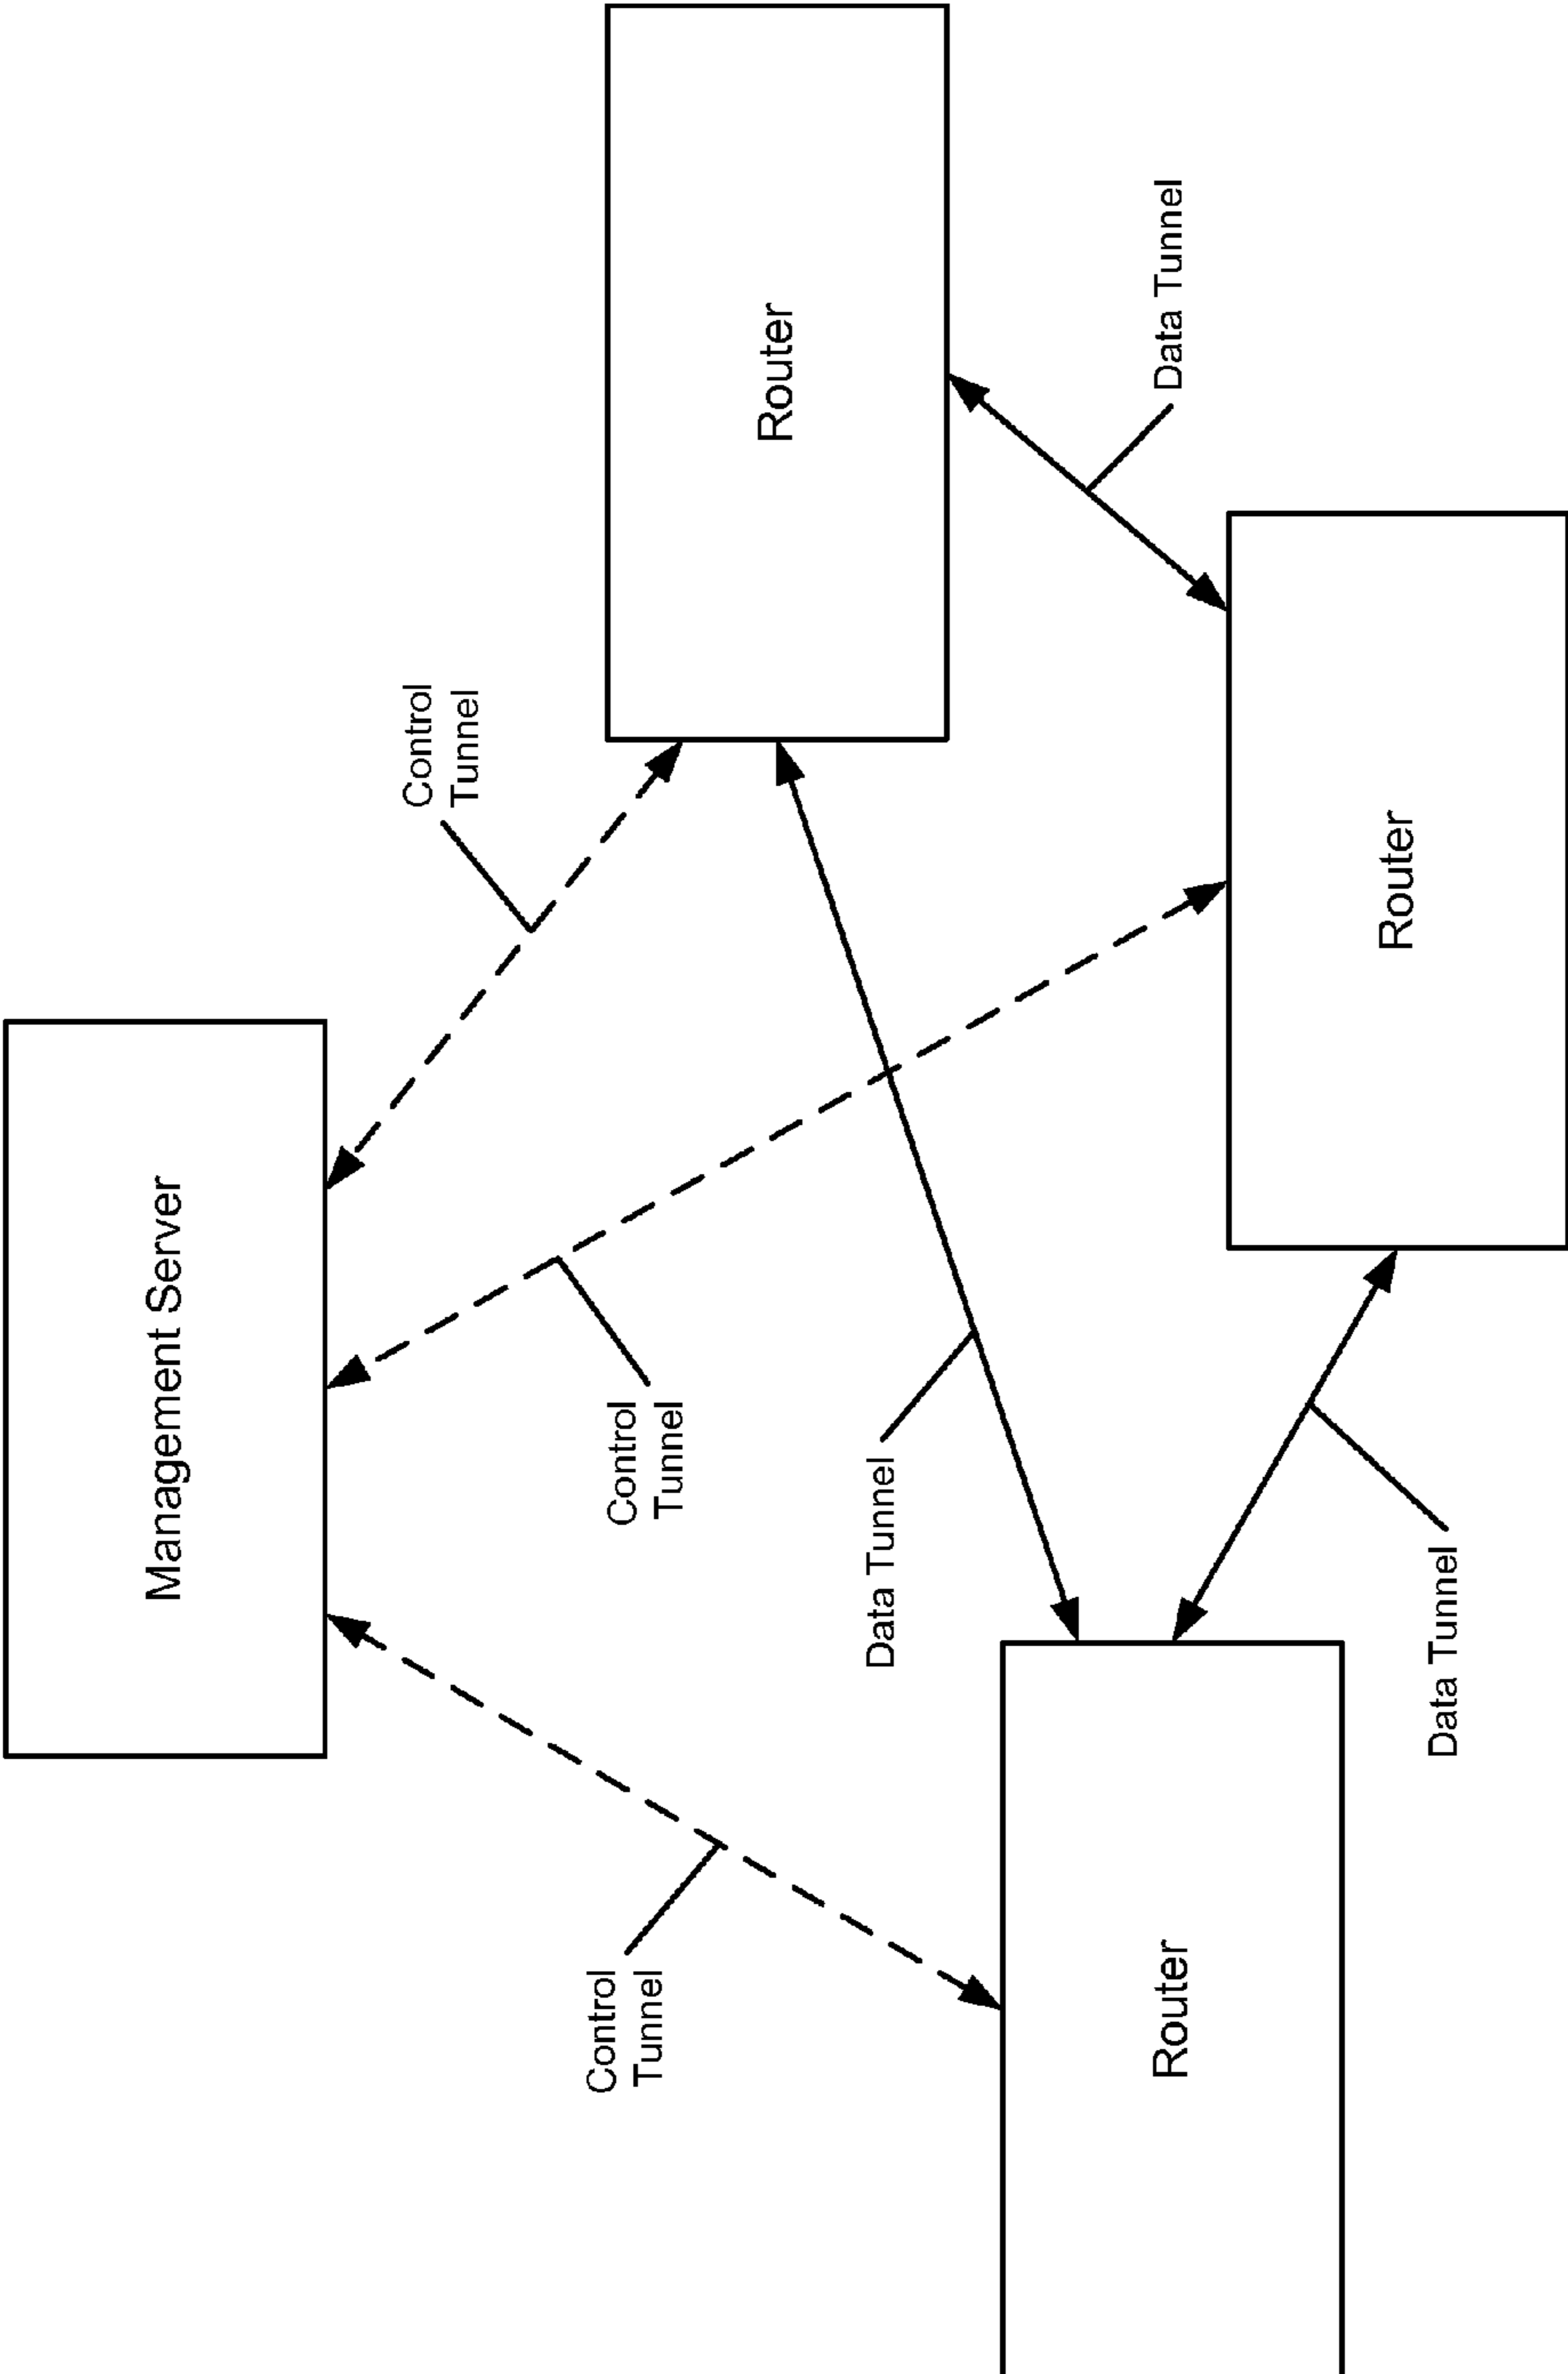 Management Server
Control
Tunnel
Control
Tunnel
Control
Tunnel
Router
Data Tunnel
Data Tunnel
Router
Router
Data Tunnel